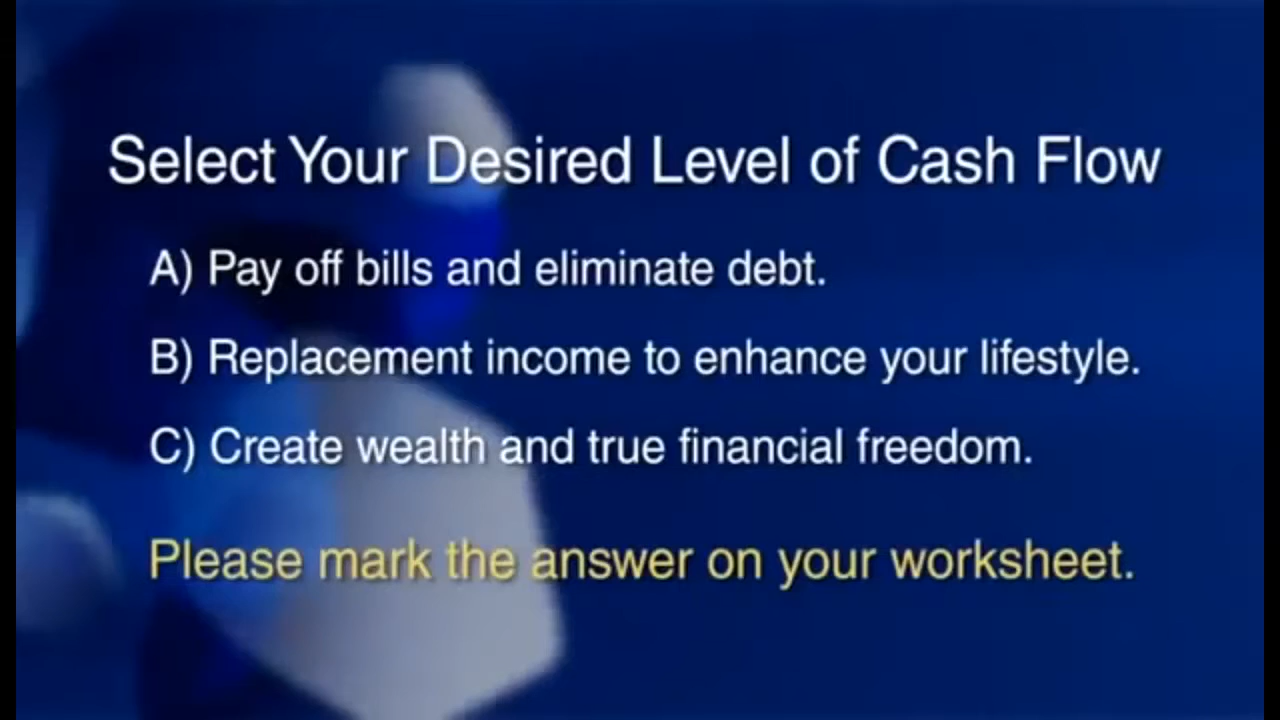 Select Your Desired Level of Cash Flow
A) Pay off bills and eliminate debt.
B) Replacement income to enhance your lifestyle.
C) Create wealth and true financial freedom.
Please mark the answer on your worksheet.